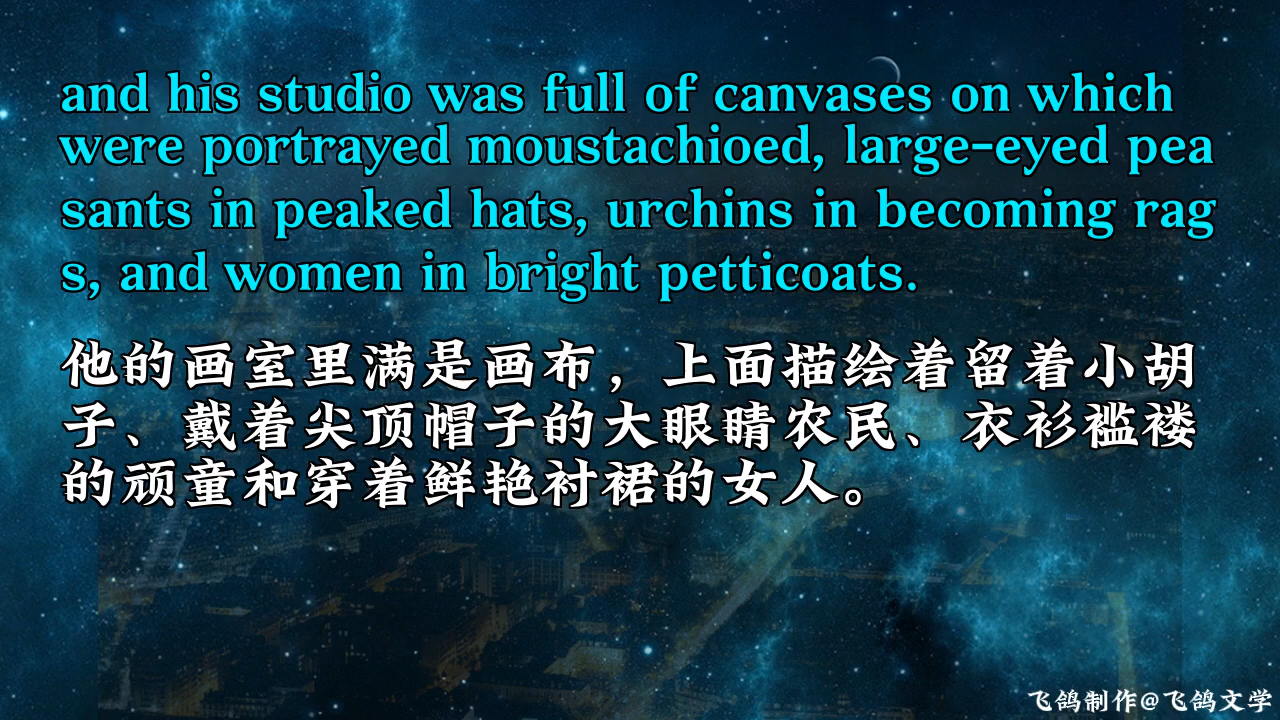 and his studio was full of canvases on which
were portrayed moustachioed, large-eyed pea
sants in peaked hats, urchins in becoming rag
s, and women in bright petticoats.
他的画室里满是画布，上面描绘着留着小胡
子、戴着尖顶帽子的大眼睛农民、衣衫褴褛
的顽童和穿着鲜艳衬裙的女人。
飞鸽制作@飞鸽文学